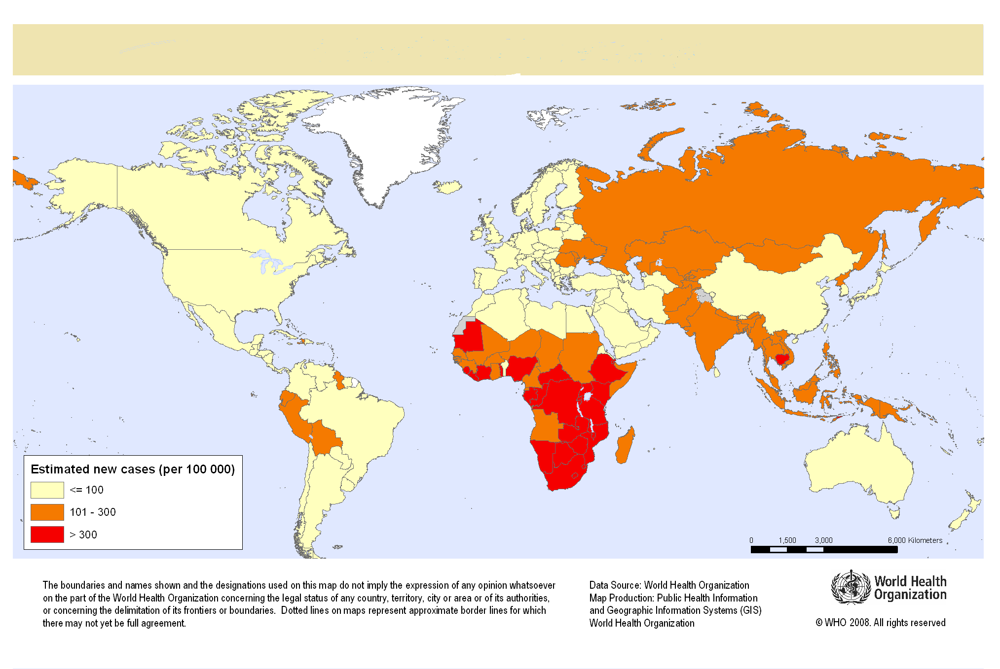 Estimated new cases (per 100 000)
<= 100
101 - 300
> 300
0 1,500 3,000 6,000 Kilometers
The boundaries and names shown and the designations used on this map do not imply the expression of any opinion whatsoever
on the part of the World Health Organization concerning the legal status of any country, territory, city or area or of its authorities,
or concerning the delimitation of its frontiers or boundaries. Dotted lines on maps represent approximate border lines for which
there may not yet be full agreement.
Data Source: World Health Organization
Map Production: Public Health Information
and Geographic Information Systems (GIS)
World Health Organization
World Health
Organization
© WHO 2008. All rights reserved